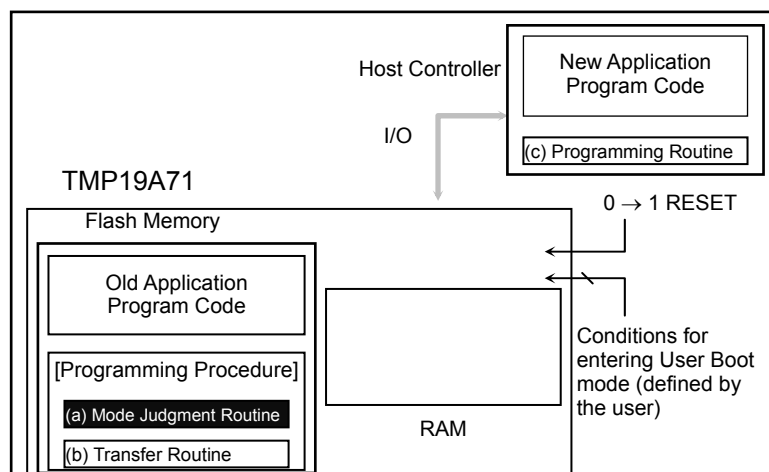 Host Controller
New Application
Program Code
(c) Programming Routine
I/O
TMP19A71
0 → 1 RESET
Flash Memory
Old Application
Program Code
[Programming Procedure]
(a) Mode Judgment Routine
(b) Transfer Routine
RAM
Conditions for
entering User Boot
mode (defined by
the user)